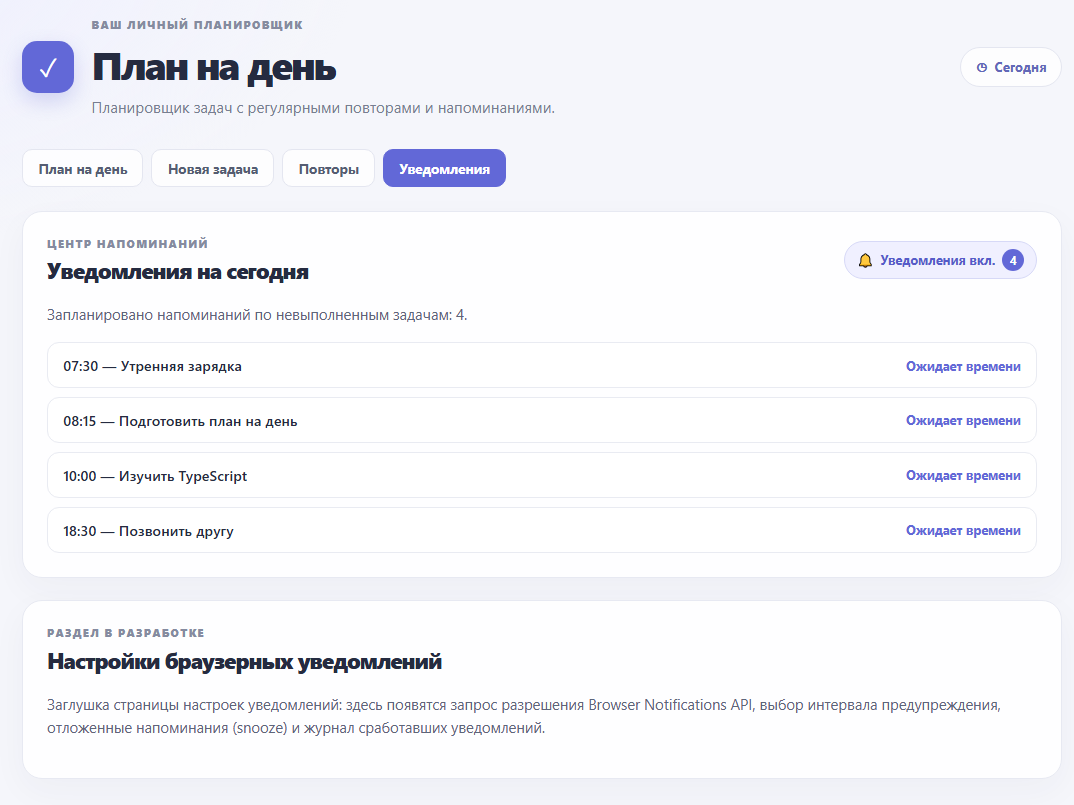 ВАШ ЛИЧНЫЙ ПЛАНИРОВЩИК
План на день
Планировщик задач с регулярными повторами и напоминаниями.
Сегодня
План на день
Новая задача
Повторы
Уведомления
ЦЕНТР НАПОМИНАНИЙ
Уведомления на сегодня
Уведомления вкл. 4
Запланировано напоминаний по невыполненным задачам: 4.
07:30 — Утренняя зарядка
Ожидает времени
08:15 — Подготовить план на день
Ожидает времени
10:00 — Изучить TypeScript
Ожидает времени
18:30 — Позвонить другу
Ожидает времени
РАЗДЕЛ В РАЗРАБОТКЕ
Настройки браузерных уведомлений
Заглушка страницы настроек уведомлений: здесь появятся запрос разрешения Browser Notifications API, выбор интервала предупреждения,
отложенные напоминания (snooze) и журнал сработавших уведомлений.